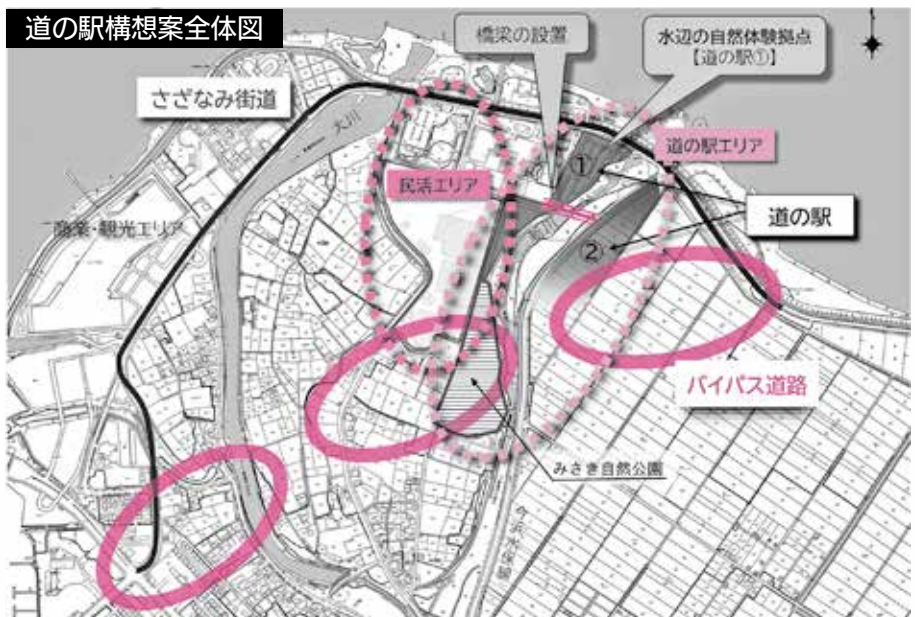 道の駅構想案全体図
橋梁の設置
水辺の自然体験拠点
【道の駅①】
さざなみ街道
大川
道の駅エリア
民活エリア
①
道の駅
商業・観光エリア
②
バイパス道路
みさき自然公園